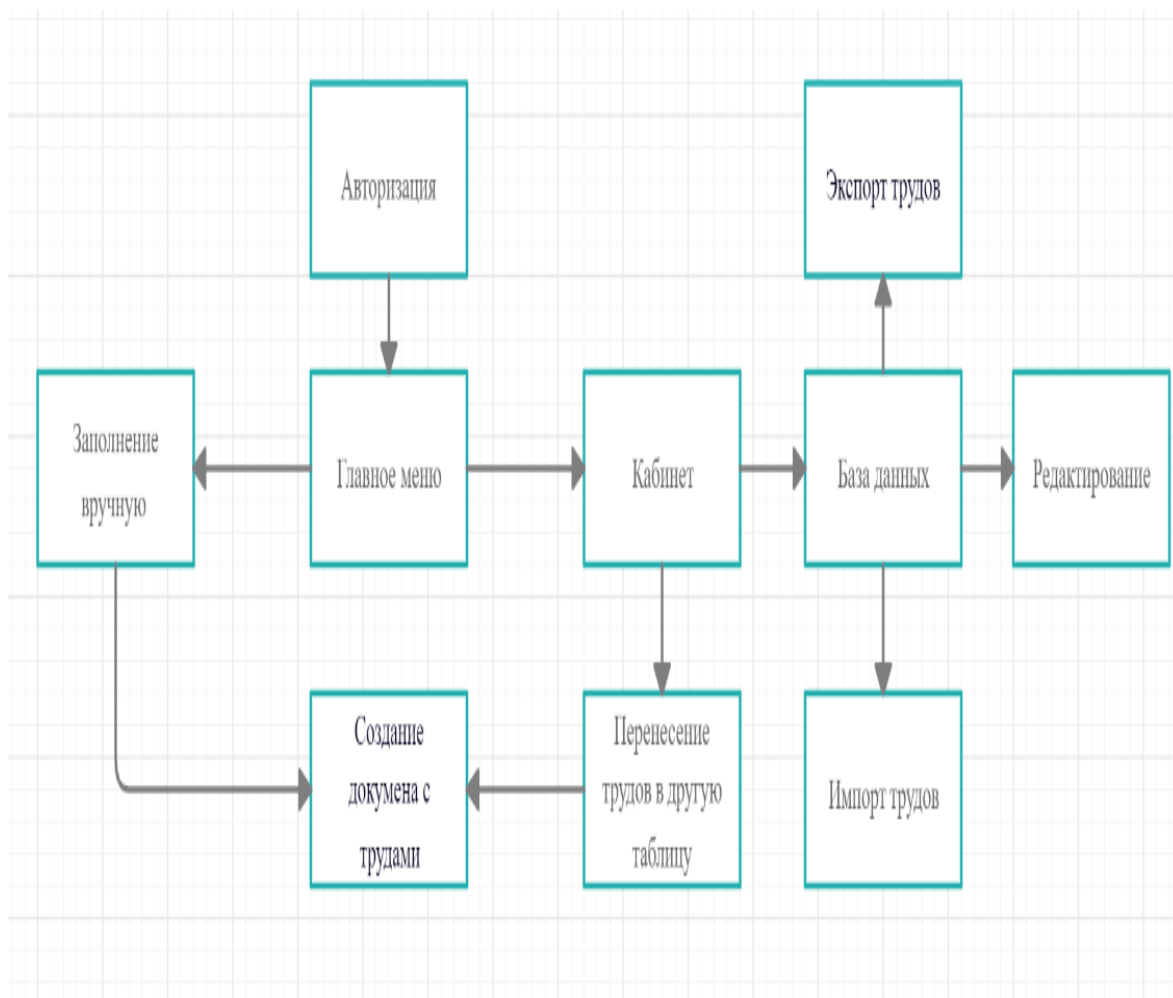 Авторизация
Экспорт трудов
Заполнение
вручную
Главное меню
Кабинет
База данных
Редактирование
Создание
докумена с
трудами
Перенесение
трудов в другую
таблицу
Импорт трудов